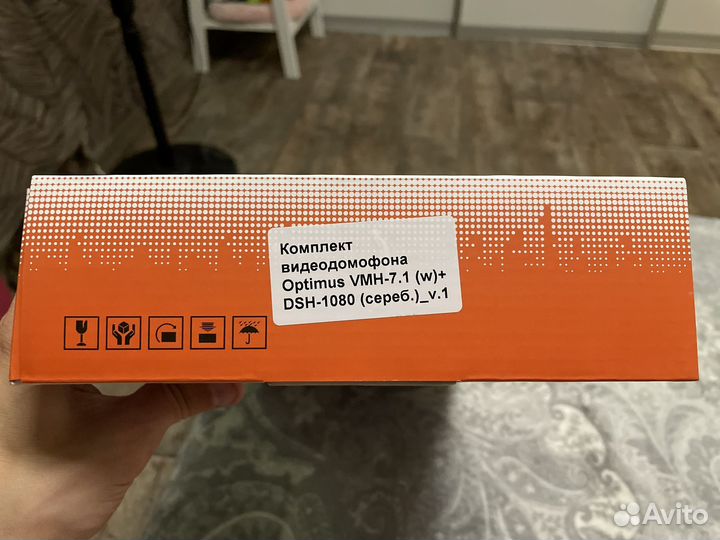 Комплект
видеодомофона
Optimus VMH-7.1 (w)+
DSH-1080 (сереб.)_v.1
Avito